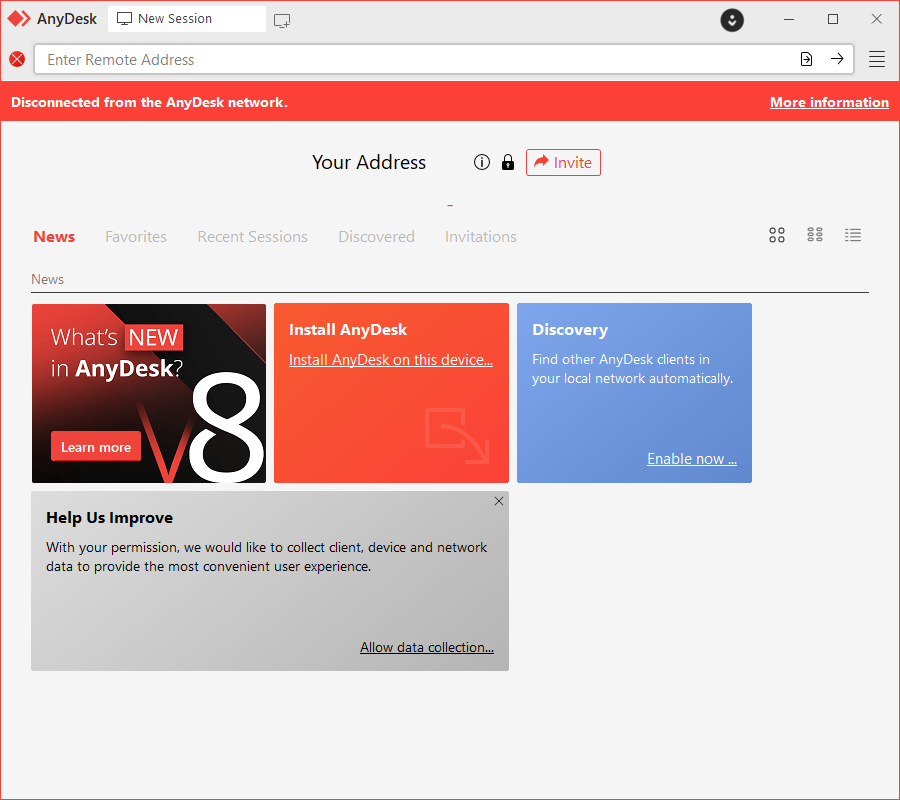 AnyDesk
New Session
Enter Remote Address
Disconnected from the AnyDesk network.
More information
Your Address
Invite
-
News
Favorites
Recent Sessions
Discovered
Invitations
News
What's NEW
in AnyDesk?
V8
Learn more
Install AnyDesk
Install AnyDesk on this device...
Discovery
Find other AnyDesk clients in
your local network automatically.
Enable now ...
Help Us Improve
With your permission, we would like to collect client, device and network
data to provide the most convenient user experience.
Allow data collection...